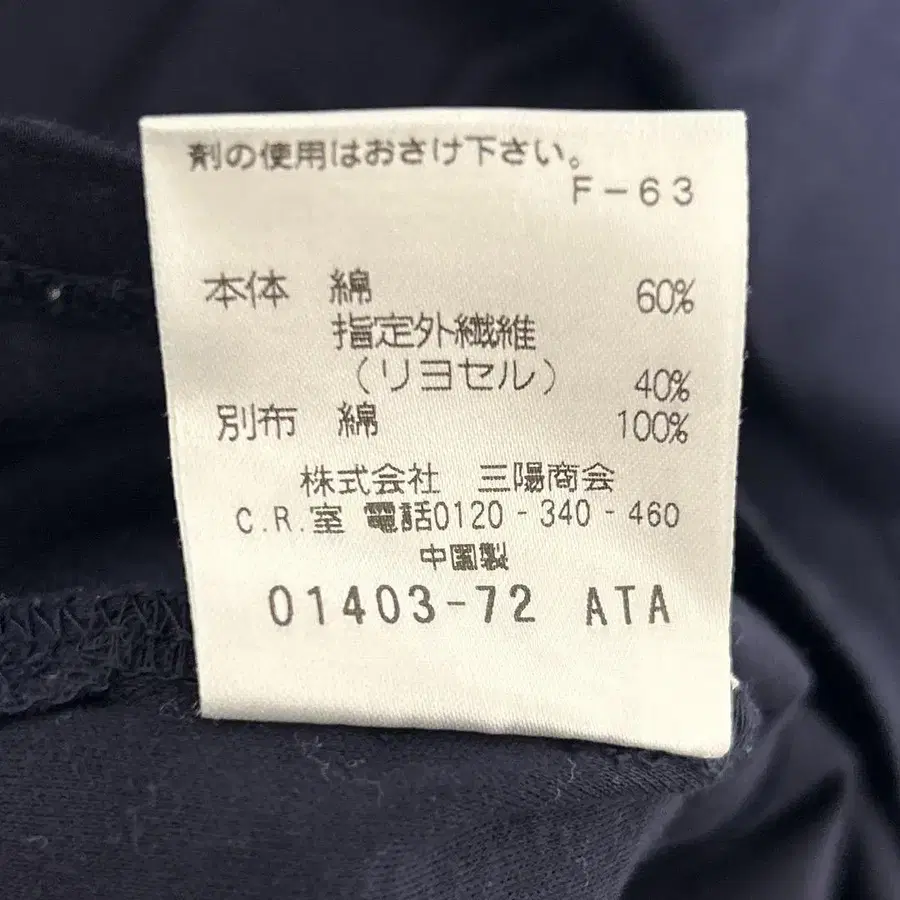 剤の使用はおさけ下さい。
F-63
本体 綿 60%
指定外繊維
(リヨセル) 40%
別布 綿 100%
株式会社 三陽商会
C.R.室 電話0120-340-460
中国製
01403-72 ATA